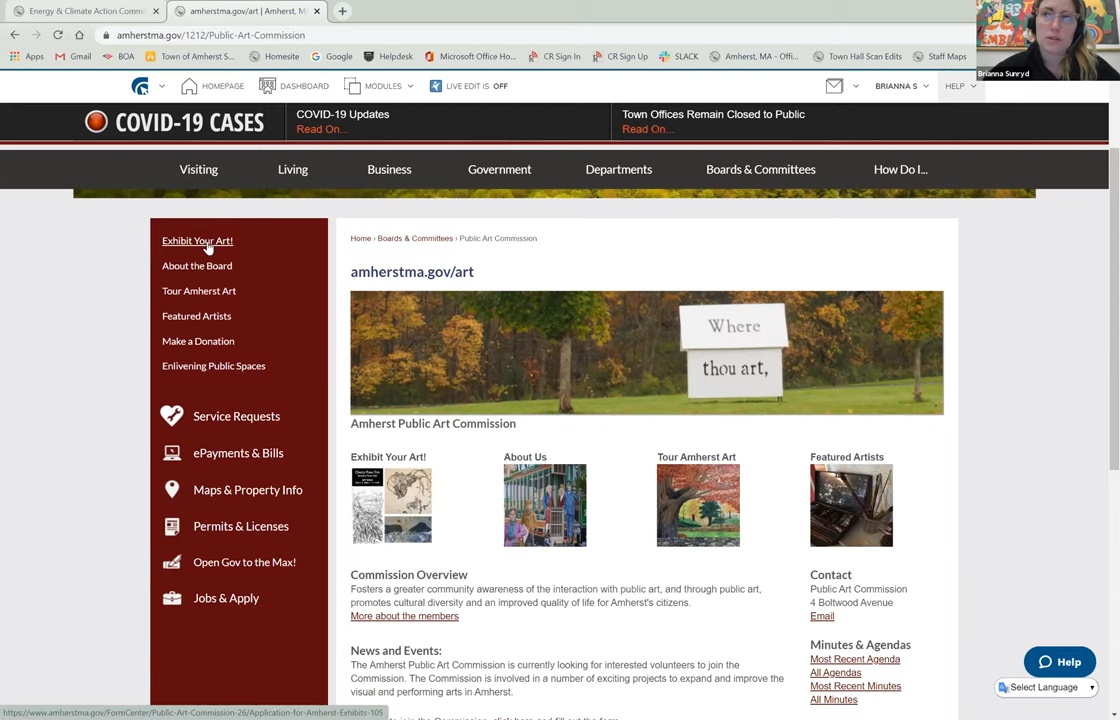 Energy & Climate Action Commi
amherstma.gov/art | Amherst, M
amherstma.gov/1212/Public-Art-Commission
Apps Gmail BOA Town of Amherst S... Homesite Google Helpdesk Microsoft Office Ho... CR Sign In CR Sign Up SLACK Amherst, MA - Offi... Town Hall Scan Edits Staff Maps
Brianna Sunryd
HOMEPAGE DASHBOARD MODULES LIVE EDIT IS OFF BRIANNA S HELP
COVID-19 CASES
COVID-19 Updates
Read On...
Town Offices Remain Closed to Public
Read On...
Visiting Living Business Government Departments Boards & Committees How Do I...
Exhibit Your Art!
About the Board
Tour Amherst Art
Featured Artists
Make a Donation
Enlivening Public Spaces
Service Requests
ePayments & Bills
Maps & Property Info
Permits & Licenses
Open Gov to the Max!
Jobs & Apply
Home › Boards & Committees › Public Art Commission
amherstma.gov/art
Where
thou art,
Amherst Public Art Commission
Exhibit Your Art!
About Us
Tour Amherst Art
Featured Artists
Commission Overview
Fosters a greater community awareness of the interaction with public art, and through public art,
promotes cultural diversity and an improved quality of life for Amherst's citizens.
More about the members
News and Events:
The Amherst Public Art Commission is currently looking for interested volunteers to join the
Commission. The Commission is involved in a number of exciting projects to expand and improve the
visual and performing arts in Amherst.
Contact
Public Art Commission
4 Boltwood Avenue
Email
Minutes & Agendas
Most Recent Agenda
All Agendas
Most Recent Minutes
All Minutes
Help
Select Language
https://www.amherstma.gov/FormCenter/Public-Art-Commission-26/Application-for-Amherst-Exhibits-105